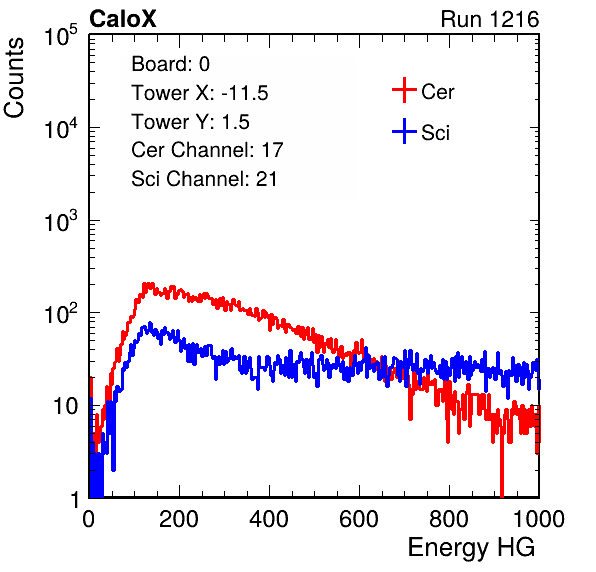 CaloX Run 1216
Counts
10^5
10^4
10^3
10^2
10
1
Board: 0
Tower X: -11.5
Tower Y: 1.5
Cer Channel: 17
Sci Channel: 21
Cer
Sci
0 200 400 600 800 1000
Energy HG